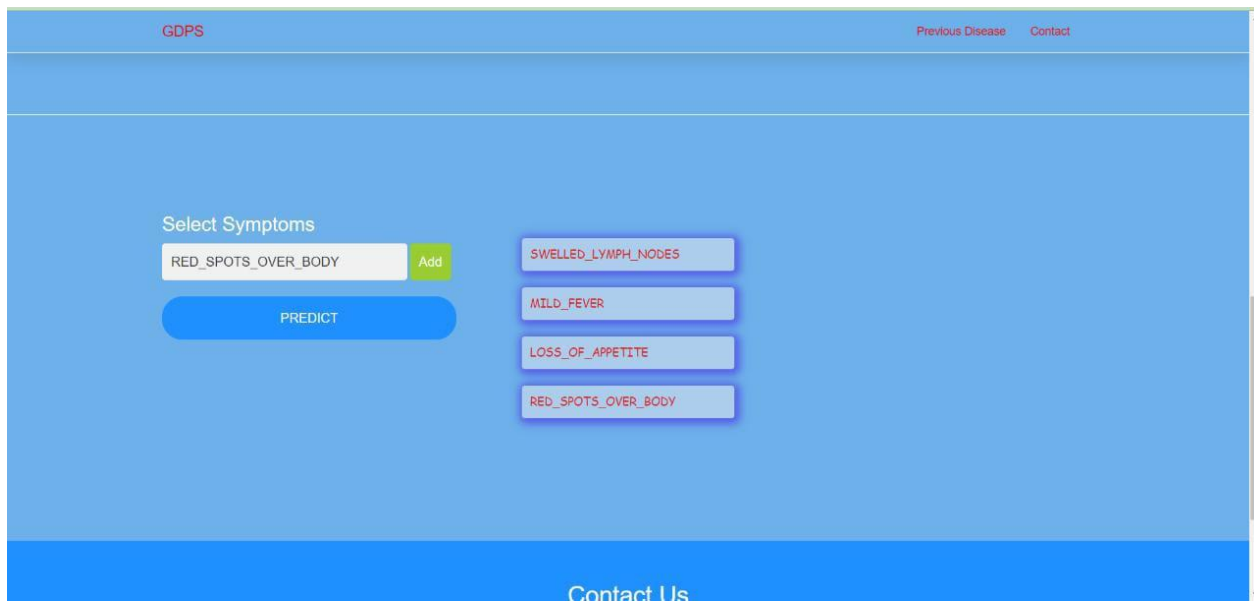 GDPS
Previous Disease Contact
Select Symptoms
RED_SPOTS_OVER_BODY Add
PREDICT
SWELLED_LYMPH_NODES
MILD_FEVER
LOSS_OF_APPETITE
RED_SPOTS_OVER_BODY
Contact Us